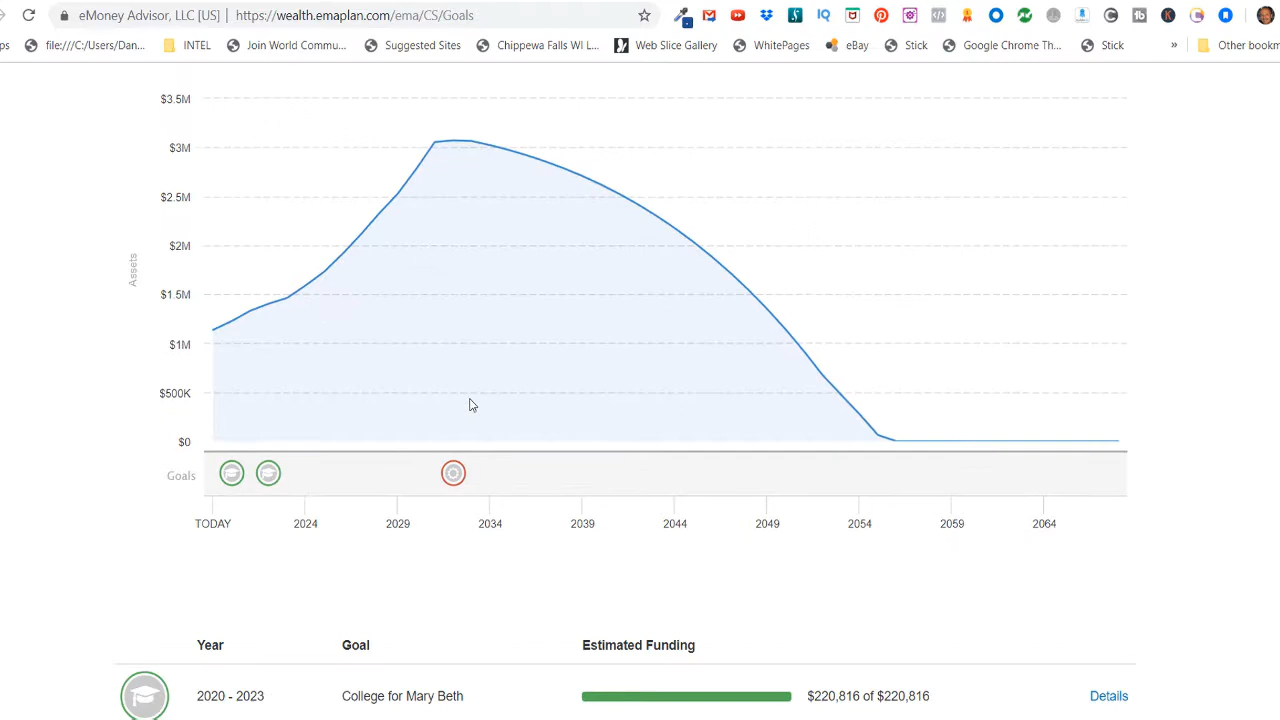 eMoney Advisor, LLC [US] | https://wealth.emaplan.com/ema/CS/Goals
ps file:///C:/Users/Dan... INTEL Join World Commu... Suggested Sites Chippewa Falls WI L... Web Slice Gallery WhitePages eBay Stick Google Chrome Th... Stick » Other bookm
$3.5M
$3M
$2.5M
$2M
$1.5M
$1M
$500K
$0
Assets
Goals
TODAY 2024 2029 2034 2039 2044 2049 2054 2059 2064
Year Goal Estimated Funding
2020 - 2023 College for Mary Beth $220,816 of $220,816 Details